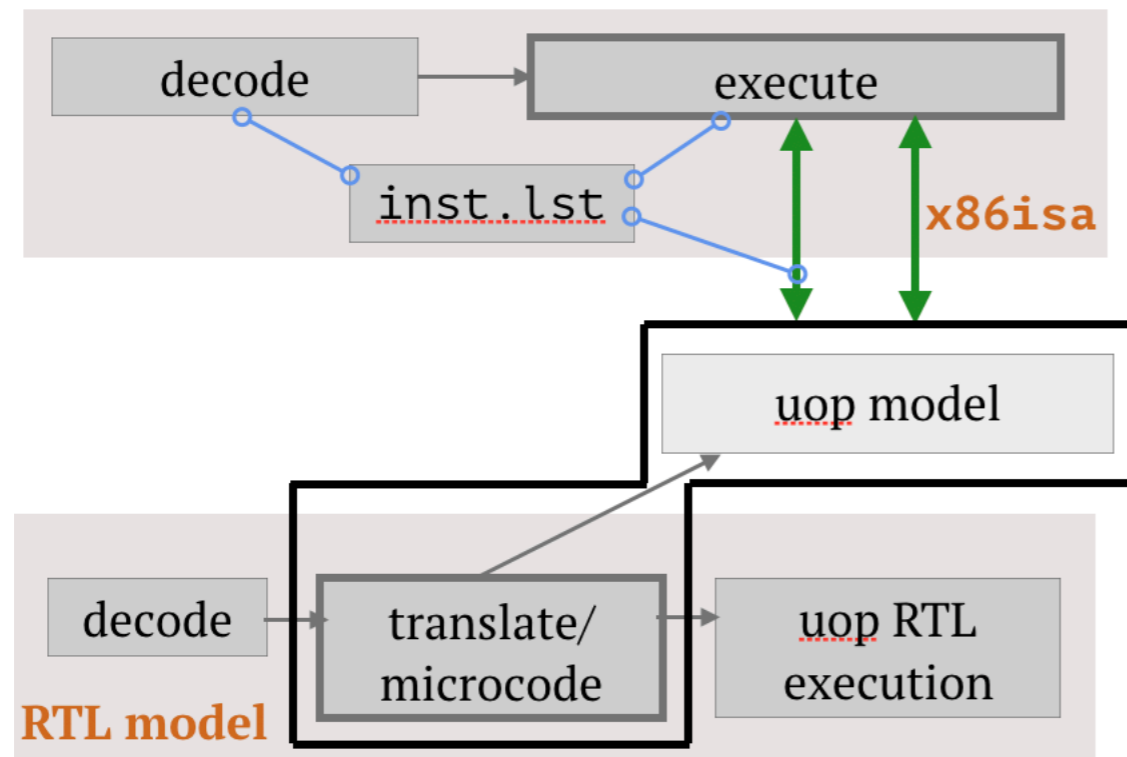 decode
execute
inst.lst
x86isa
uop model
decode
translate/
microcode
uop RTL
execution
RTL model